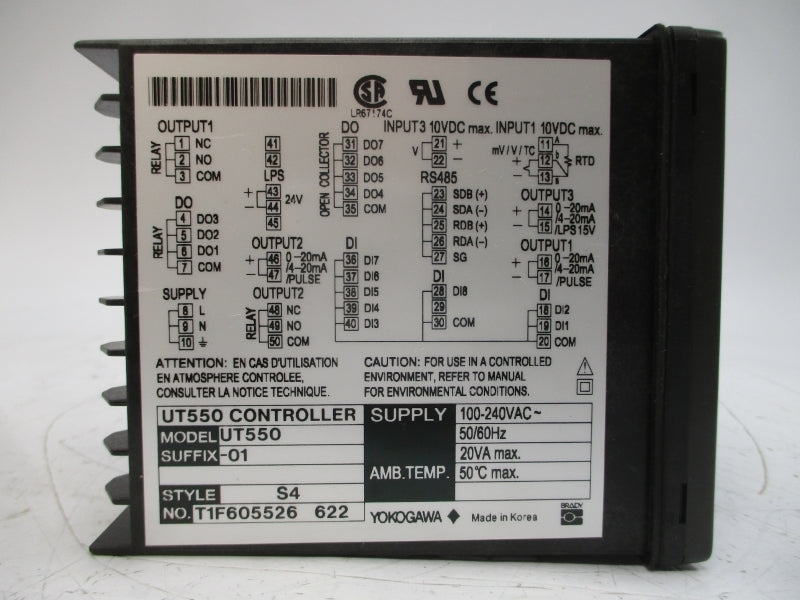 LR67174C
OUTPUT1
RELAY
1 NC
2 NO
3 COM
DO
RELAY
4 DO3
5 DO2
6 DO1
7 COM
SUPPLY
8 L
9 N
10
41
42
LPS
+ 43
- 44
24V
45
OUTPUT2
+ 46 0-20mA
/4-20mA
- 47 /PULSE
OUTPUT2
RELAY
48 NC
49 NO
50 COM
DO
OPEN COLLECTOR
31 DO7
32 DO6
33 DO5
34 DO4
35 COM
DI
36 DI7
37 DI6
38 DI5
39 DI4
40 DI3
INPUT3 10VDC max.
V
21 +
22 -
RS485
23 SDB (+)
24 SDA (-)
25 RDB (+)
26 RDA (-)
27 SG
DI
28 DI8
29
30 COM
INPUT1 10VDC max.
mV / V / TC
11 A
12 B
13 B
RTD
OUTPUT3
+ 14 0-20mA
/4-20mA
- 15 /LPS15V
OUTPUT1
+ 16 0-20mA
/4-20mA
- 17 /PULSE
DI
18 DI2
19 DI1
20 COM
ATTENTION: EN CAS D'UTILISATION
EN ATMOSPHERE CONTROLEE,
CONSULTER LA NOTICE TECHNIQUE.
CAUTION: FOR USE IN A CONTROLLED
ENVIRONMENT, REFER TO MANUAL
FOR ENVIRONMENTAL CONDITIONS.
UT550 CONTROLLER
MODEL UT550
SUFFIX -01
STYLE S4
NO. T1F605526 622
SUPPLY 100-240VAC~
50/60Hz
20VA max.
AMB.TEMP. 50℃ max.
YOKOGAWA Made in Korea
BRADY